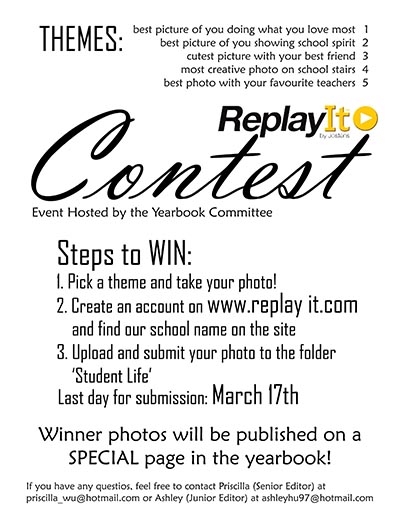 THEMES:
best picture of you doing what you love most 1
best picture of you showing school spirit 2
cutest picture with your best friend 3
most creative photo on school stairs 4
best photo with your favourite teachers 5
ReplayIt
by Jostens
Contest
Event Hosted by the Yearbook Committee
Steps to WIN:
1. Pick a theme and take your photo!
2. Create an account on www.replay it.com
and find our school name on the site
3. Upload and submit your photo to the folder
'Student Life'
Last day for submission: March 17th
Winner photos will be published on a
SPECIAL page in the yearbook!
If you have any questios, feel free to contact Priscilla (Senior Editor) at
priscilla_wu@hotmail.com or Ashley (Junior Editor) at ashleyhu97@hotmail.com